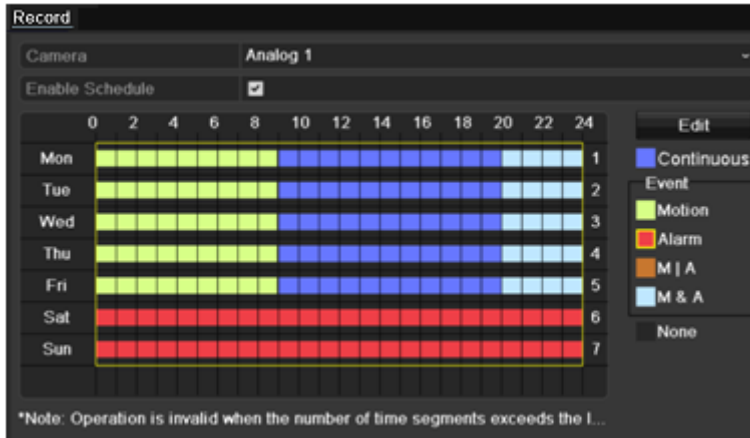 Record
Camera Analog 1
Enable Schedule
0 2 4 6 8 10 12 14 16 18 20 22 24
Edit
Mon 1
Continuous
Tue 2
Event
Wed 3
Motion
Thu 4
Alarm
Fri 5
M | A
Sat 6
M & A
Sun 7
None
*Note: Operation is invalid when the number of time segments exceeds the l...